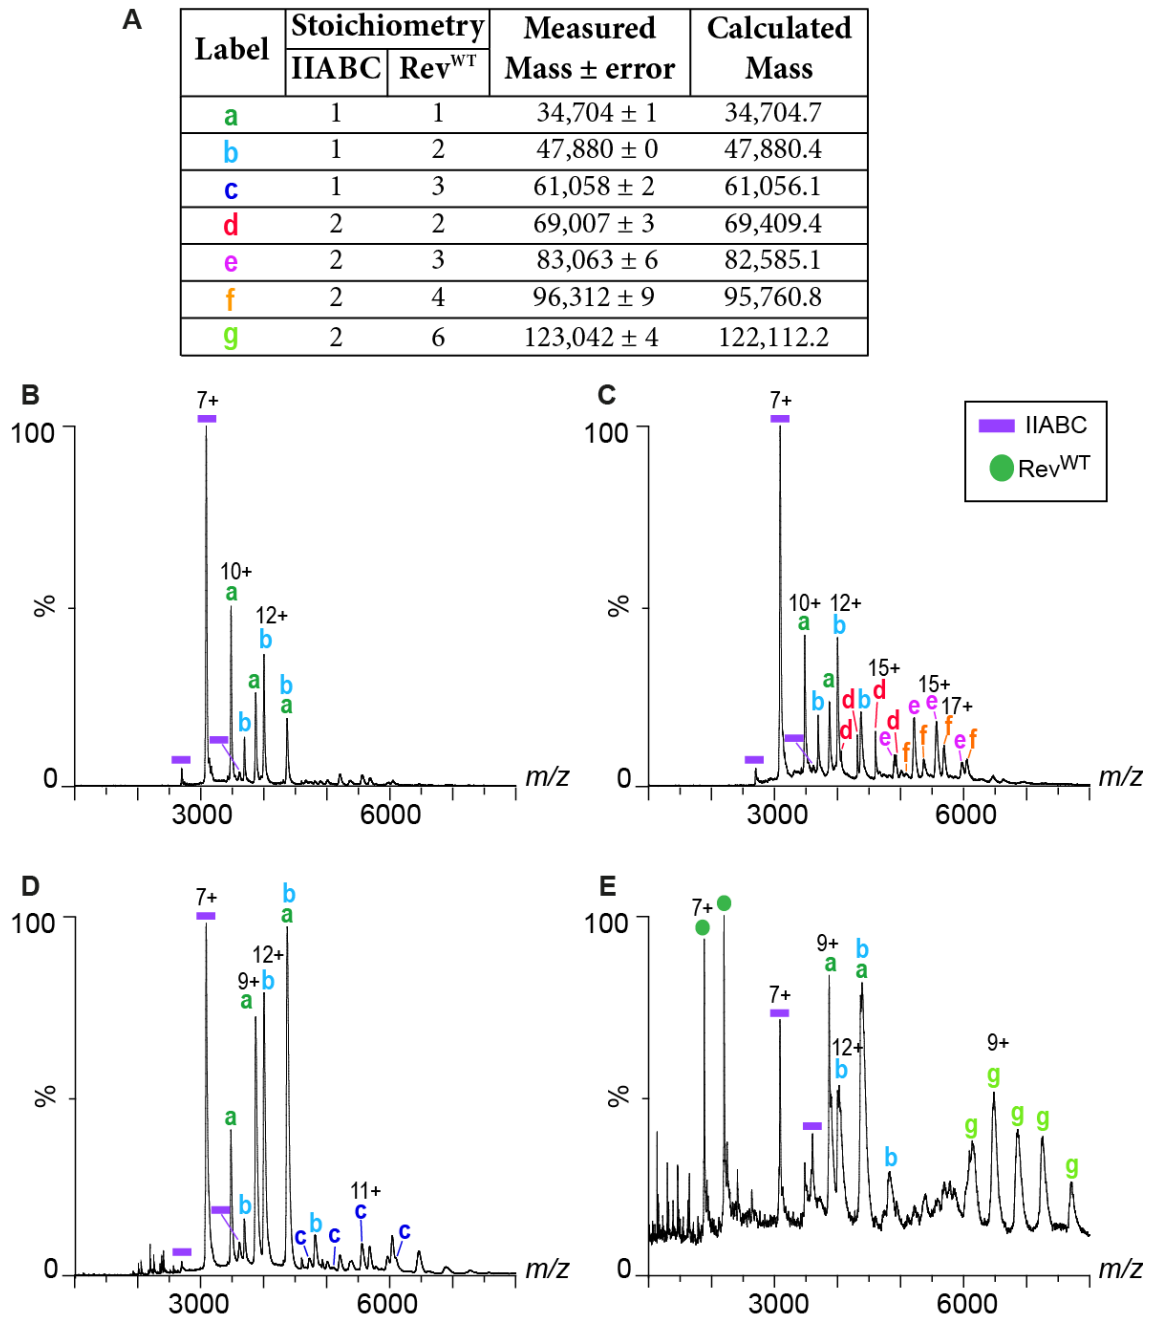 A
Label Stoichiometry Measured Mass ± error Calculated Mass
IIABC Rev^WT
a 1 1 34,704 ± 1 34,704.7
b 1 2 47,880 ± 0 47,880.4
c 1 3 61,058 ± 2 61,056.1
d 2 2 69,007 ± 3 69,409.4
e 2 3 83,063 ± 6 82,585.1
f 2 4 96,312 ± 9 95,760.8
g 2 6 123,042 ± 4 122,112.2
B
7+
100
10+
a
12+
b
a
b
b
a
%
0
3000 6000
m/z
C
7+
100
10+
a
12+
b
b
a
d
d
b
15+
d
e
d
f
e
f
15+
e
17+
f
e
f
%
0
3000 6000
m/z
IIABC
Rev^WT
D
7+
100
a
b
9+
a
12+
b
b
a
c
b
c
11+
c
c
%
0
3000 6000
m/z
E
7+
100
7+
9+
a
12+
b
b
a
b
g
9+
g
g
g
g
%
0
3000 6000
m/z